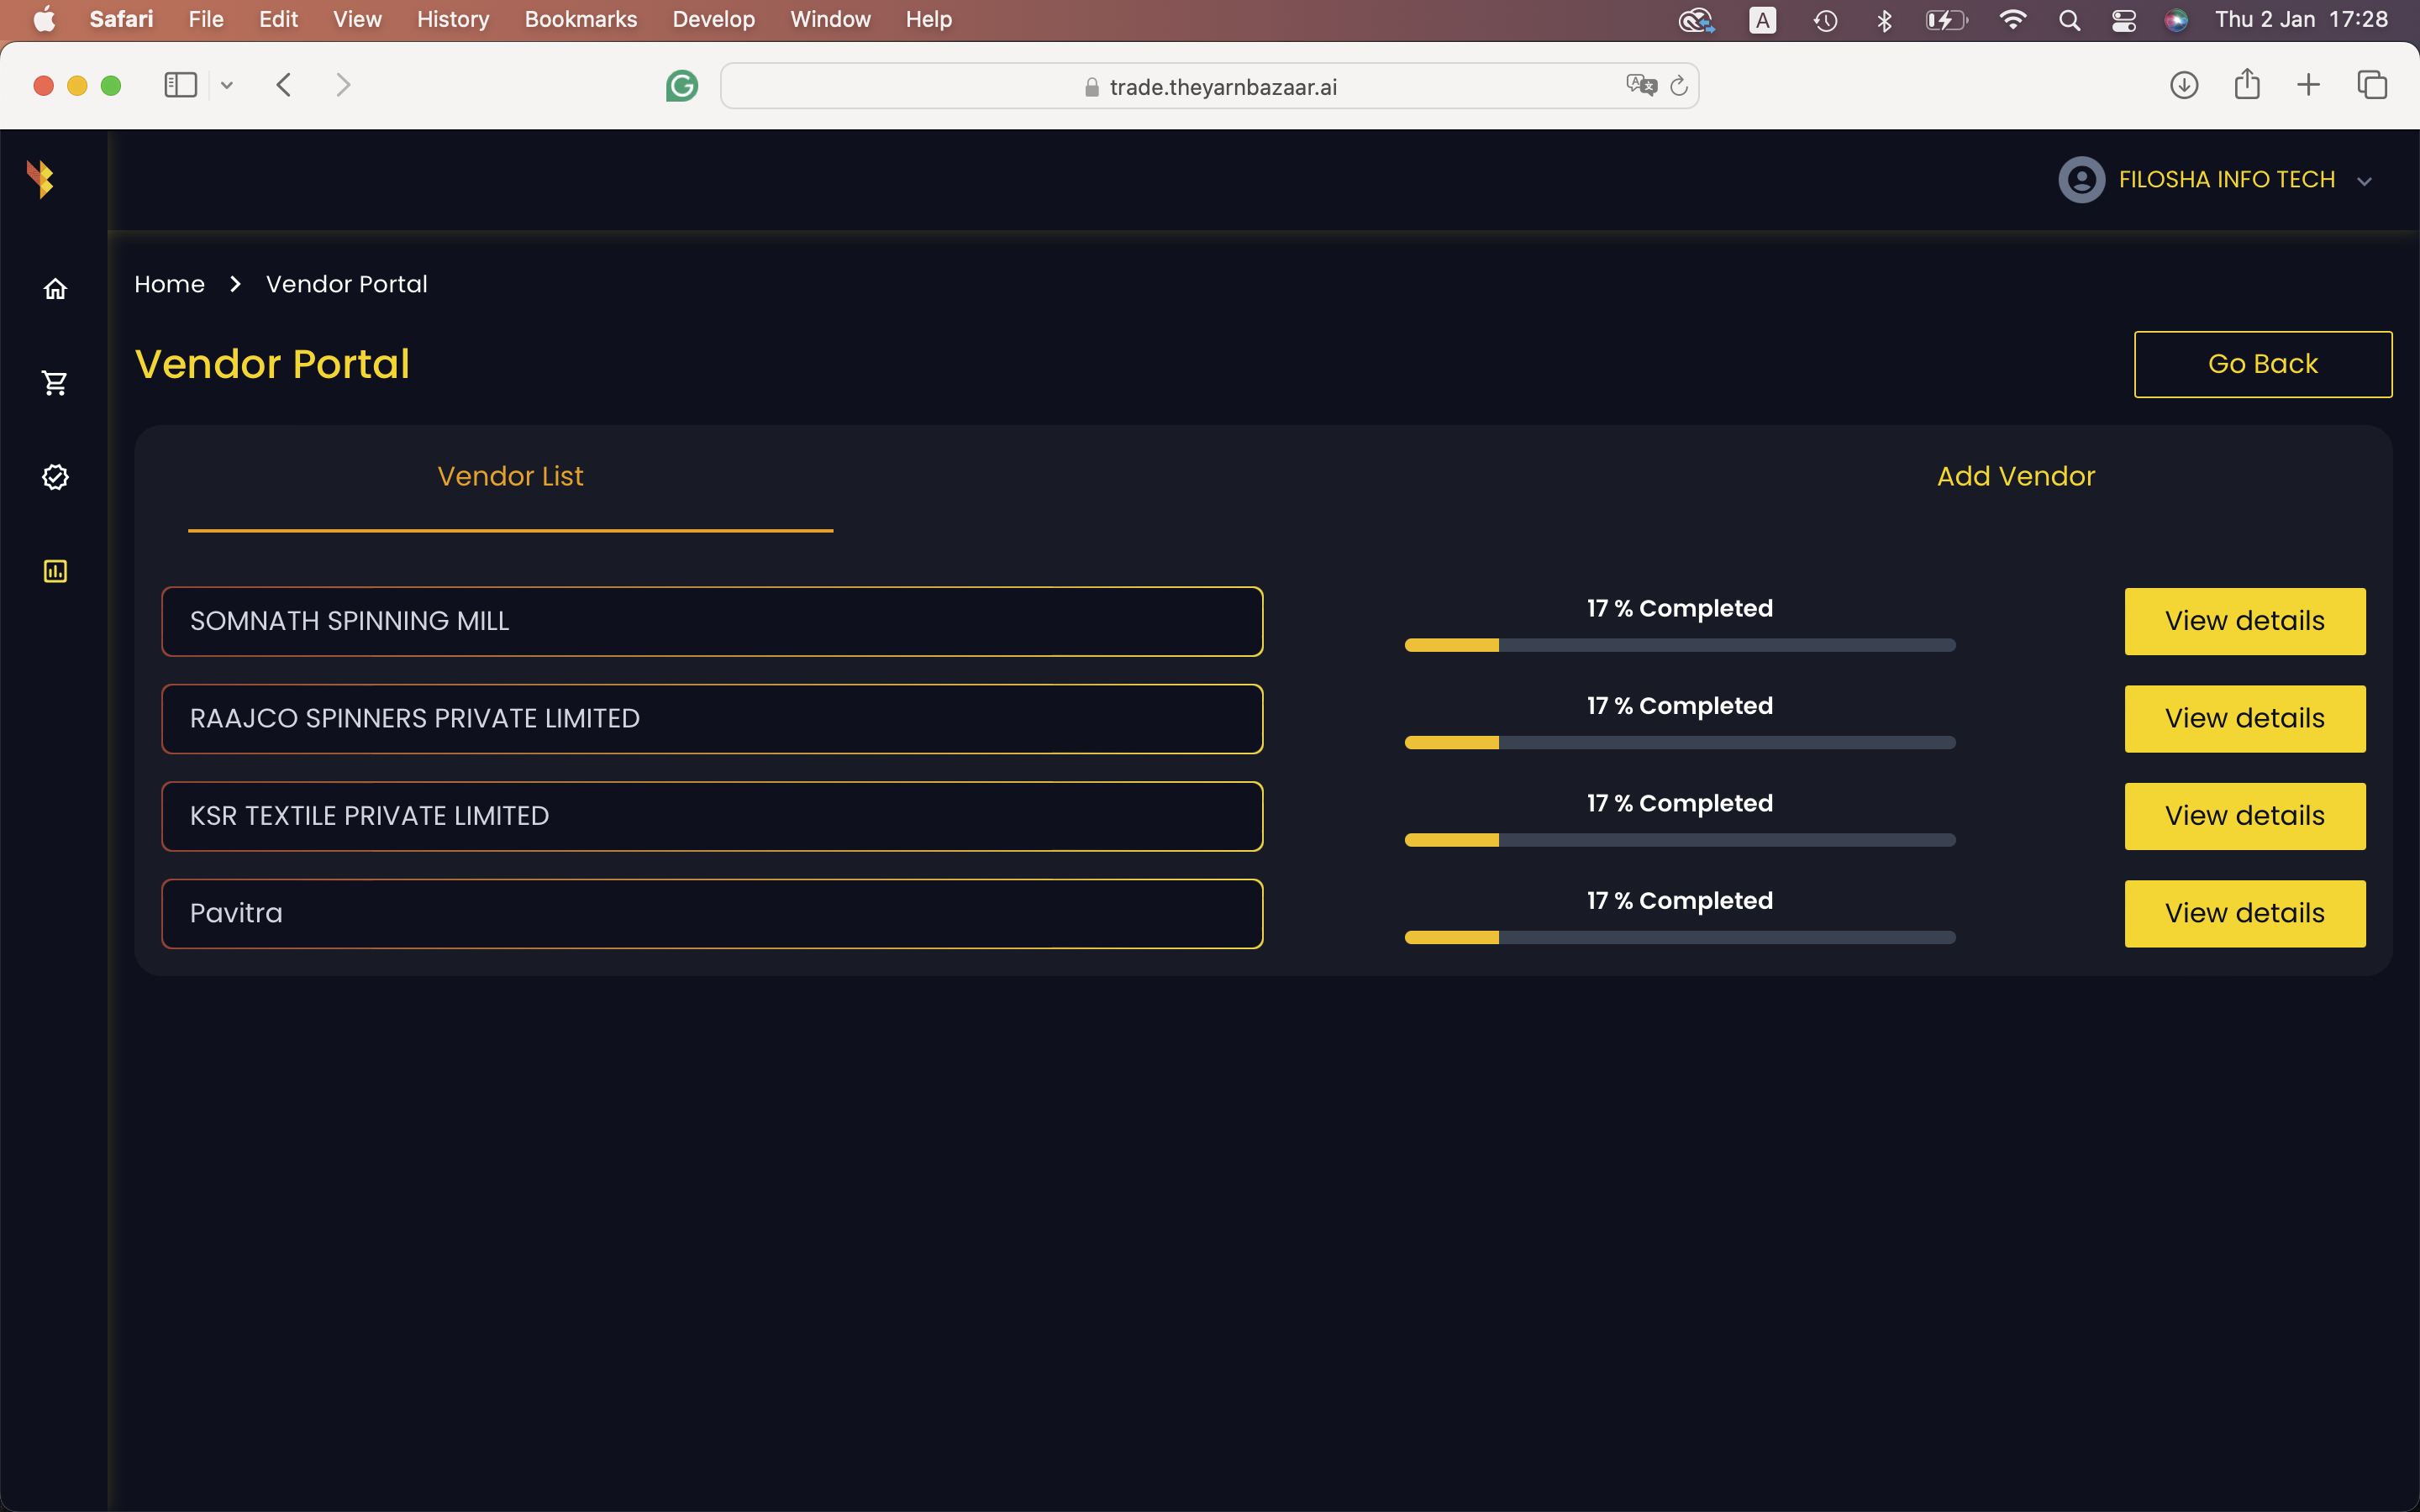 Safari File Edit View History Bookmarks Develop Window Help A Thu 2 Jan 17:28
trade.theyarnbazaar.ai
FILOSHA INFO TECH
Home > Vendor Portal
Vendor Portal
Go Back
Vendor List
Add Vendor
SOMNATH SPINNING MILL
17 % Completed
View details
RAAJCO SPINNERS PRIVATE LIMITED
17 % Completed
View details
KSR TEXTILE PRIVATE LIMITED
17 % Completed
View details
Pavitra
17 % Completed
View details